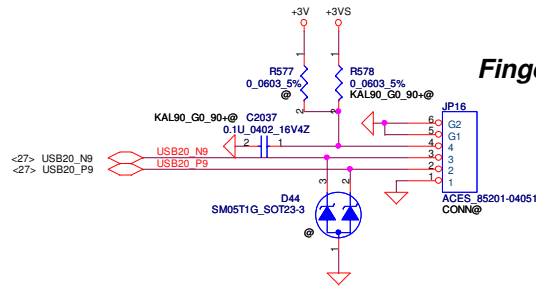 +3V +3VS
1 1
R577 R578
0_0603_5% 0_0603_5%
@ KAL90_G0_90+@
2 2
Finge
JP16
KAL90_G0_90+@ C2037
0.1U_0402_16V4Z
2 1
6 G2
5 G1
4 4
3 3
2 2
1 1
<27> USB20_N9 USB20_N9
<27> USB20_P9 USB20_P9
ACES_85201-04051
CONN@
3 2
D44
SM05T1G_SOT23-3
@
1